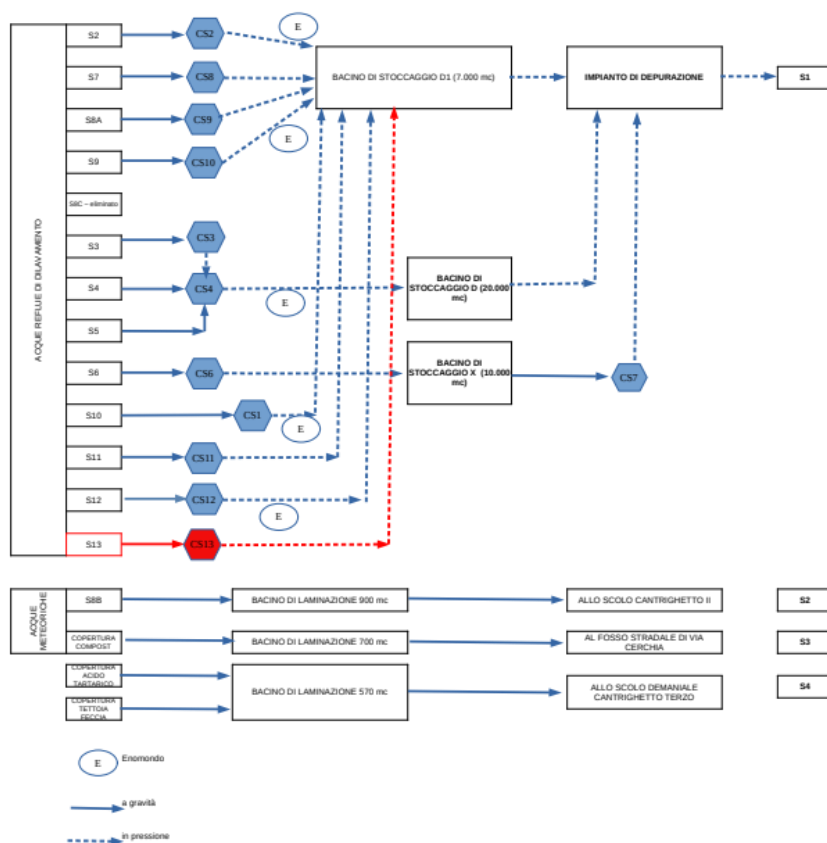 ACQUE REFLUE DI DILAVAMENTO
S2
CS2
E
S7
CS8
BACINO DI STOCCAGGIO D1 (7.000 mc)
IMPIANTO DI DEPURAZIONE
S1
S8A
CS9
E
S9
CS10
S8C – eliminato
S3
CS3
S4
CS4
E
BACINO DI
STOCCAGGIO D (20.000
mc)
S5
S6
CS6
BACINO DI
STOCCAGGIO X (10.000
mc)
CS7
S10
CS1
E
S11
CS11
S12
CS12
E
S13
CS13
ACQUE
METEORICHE
S8B
BACINO DI LAMINAZIONE 900 mc
ALLO SCOLO CANTRIGHETTO II
S2
COPERTURA
COMPOST
BACINO DI LAMINAZIONE 700 mc
AL FOSSO STRADALE DI VIA
CERCHIA
S3
COPERTURA
ACIDO
TARTARICO
BACINO DI LAMINAZIONE 570 mc
ALLO SCOLO DEMANIALE
CANTRIGHETTO TERZO
S4
COPERTURA
TETTOIA
FECCIA
E
Enomondo
a gravità
in pressione